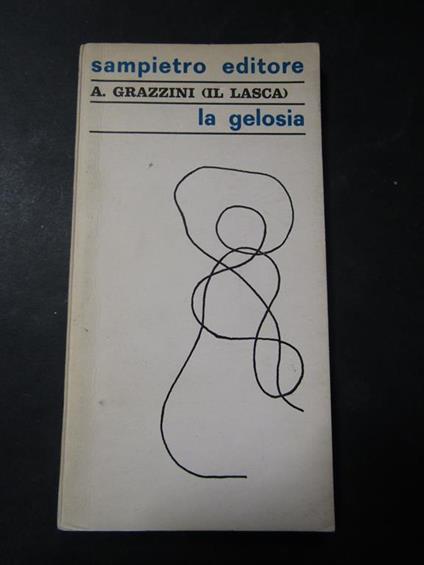 sampietro editore
A. GRAZZINI (IL LASCA)
la gelosia